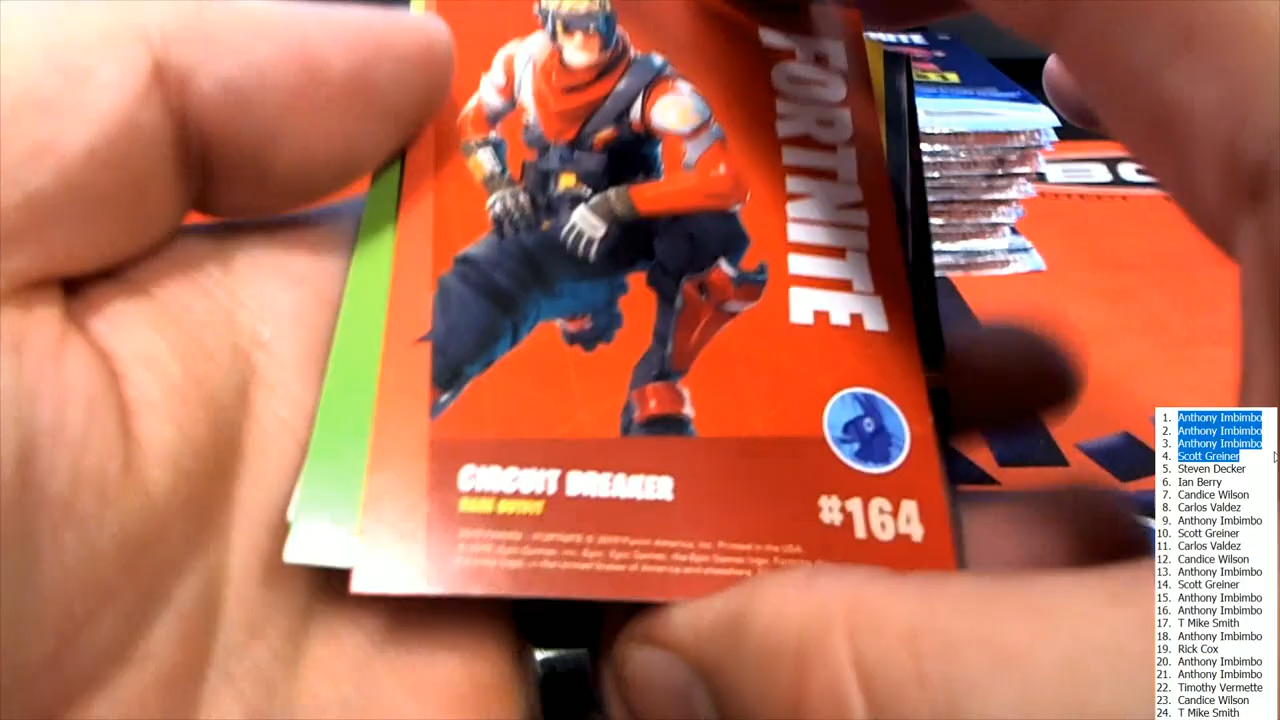 FORTNITE
CIRCUIT BREAKER
RARE OUTFIT
#164
BO
1. Anthony Imbimbo
2. Anthony Imbimbo
3. Anthony Imbimbo
4. Scott Greiner
5. Steven Decker
6. Ian Berry
7. Candice Wilson
8. Carlos Valdez
9. Anthony Imbimbo
10. Scott Greiner
11. Carlos Valdez
12. Candice Wilson
13. Anthony Imbimbo
14. Scott Greiner
15. Anthony Imbimbo
16. Anthony Imbimbo
17. T Mike Smith
18. Anthony Imbimbo
19. Rick Cox
20. Anthony Imbimbo
21. Anthony Imbimbo
22. Timothy Vermette
23. Candice Wilson
24. T Mike Smith